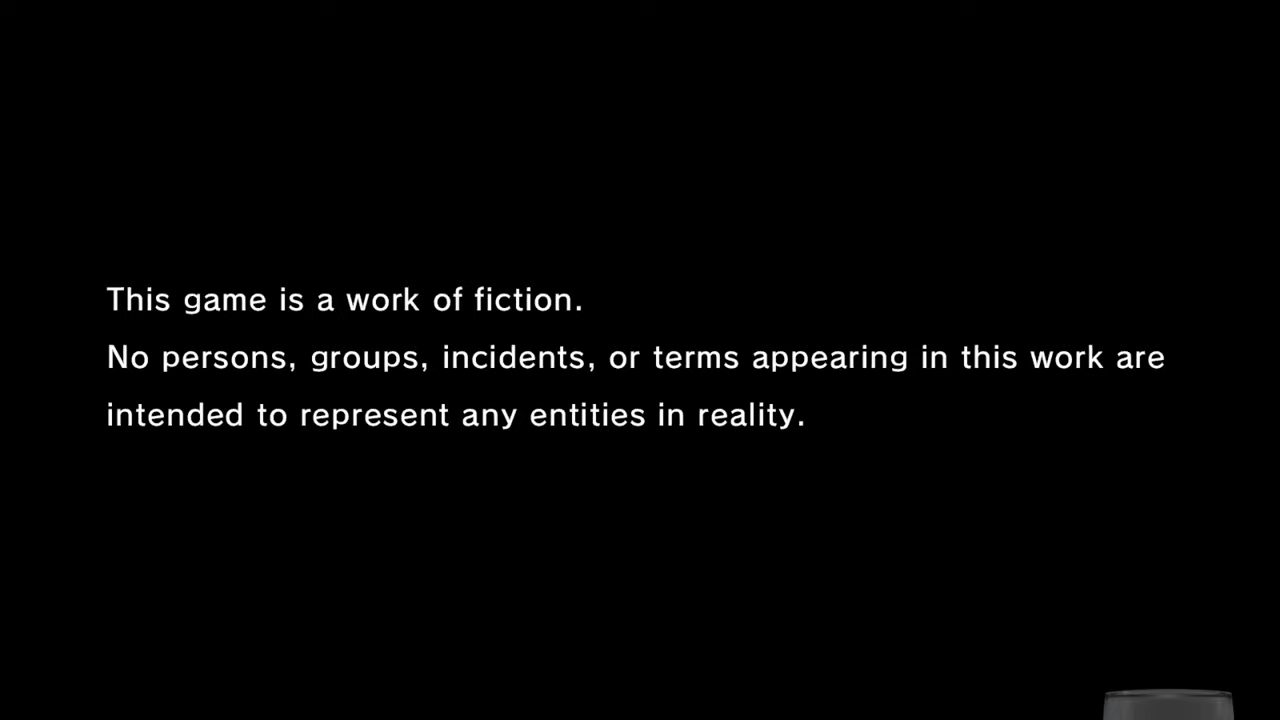 This game is a work of fiction.
No persons, groups, incidents, or terms appearing in this work are
intended to represent any entities in reality.